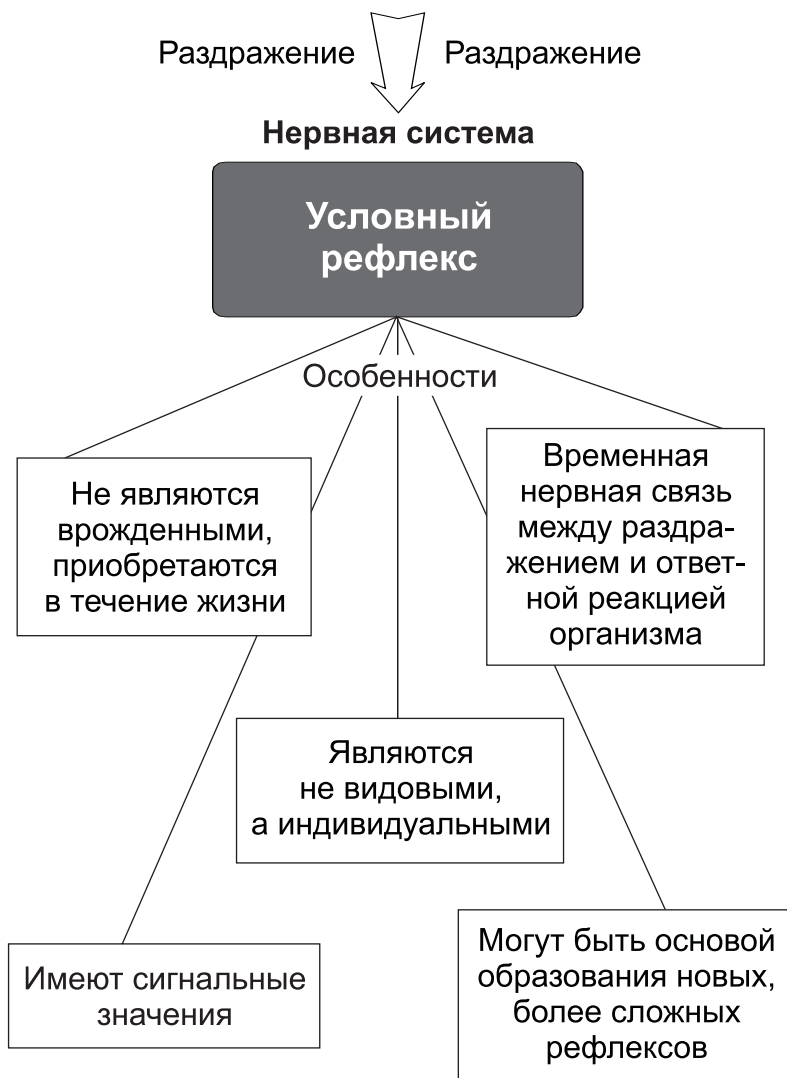 Раздражение Раздражение
Нервная система
Условный
рефлекс
Особенности
Не являются
врожденными,
приобретаются
в течение жизни
Временная
нервная связь
между раздра-
жением и ответ-
ной реакцией
организма
Являются
не видовыми,
а индивидуальными
Имеют сигнальные
значения
Могут быть основой
образования новых,
более сложных
рефлексов